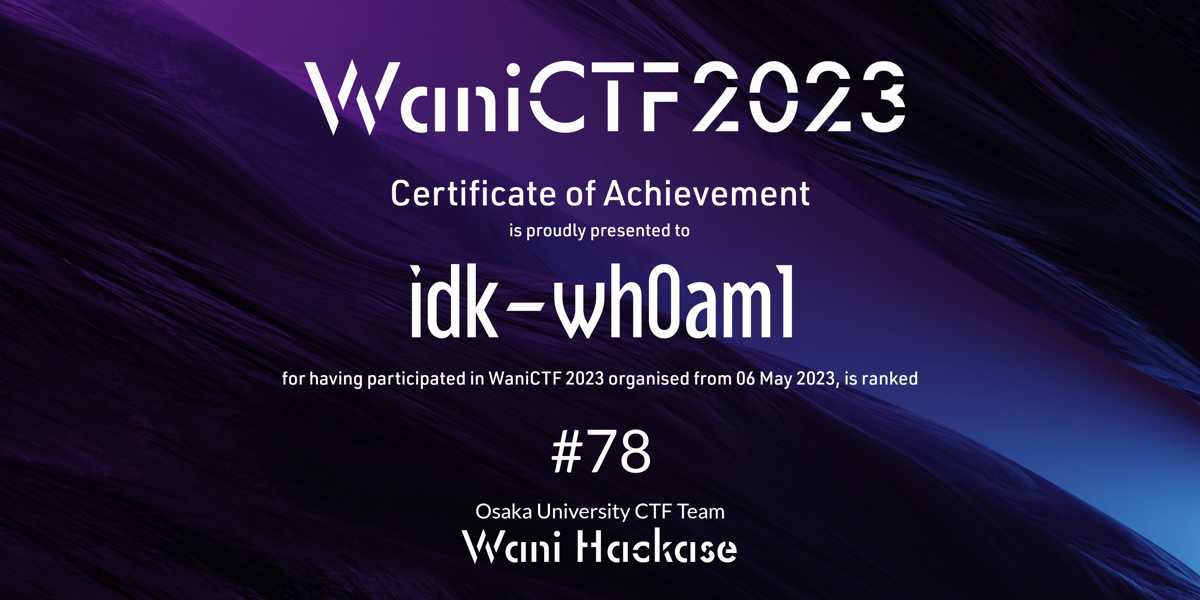 WaniCTF2023
Certificate of Achievement
is proudly presented to
idk-wh0am1
for having participated in WaniCTF 2023 organised from 06 May 2023, is ranked
#78
Osaka University CTF Team
Wani Hackase